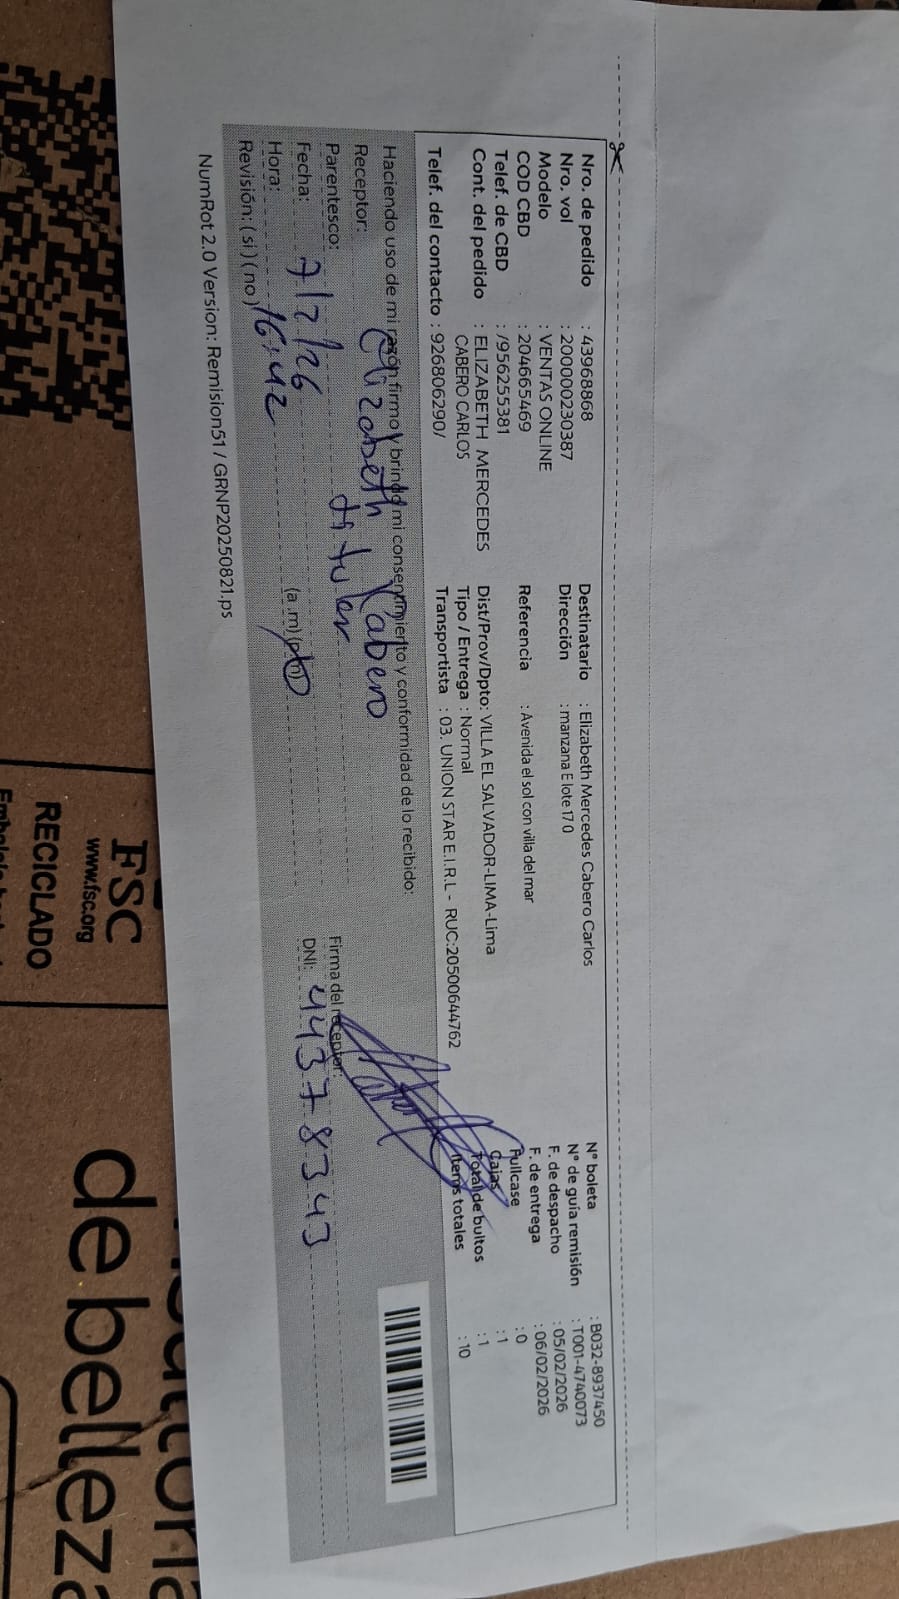 Nro. de pedido : 43968868
Nro. vol : 200000230387
Modelo : VENTAS ONLINE
COD CBD : 204665469
Telef. de CBD : /956255381
Cont. del pedido : ELIZABETH MERCEDES
CABERO CARLOS
Telef. del contacto : 926806290/
Destinatario : Elizabeth Mercedes Cabero Carlos
Dirección : manzana E lote 17 0
Referencia : Avenida el sol con villa del mar
Dist/Prov/Dpto: VILLA EL SALVADOR-LIMA-Lima
Tipo / Entrega : Normal
Transportista : 03. UNION STAR E.I.R.L - RUC:20500644762
N° boleta : B032-8937450
N° de guía remisión : T001-4740073
F. de despacho : 05/02/2026
F. de entrega : 06/02/2026
Fullcase : 0
Cajas : 1
Total de bultos : 1
Items totales : 10
Haciendo uso de mi razón firmo y brindo mi consentimiento y conformidad de lo recibido:
Receptor: Elizabeth Cabero
Parentesco: titular
Fecha: 7/2/26
Hora: 16:42 (a.m) (p.m)
Revisión: (si) (no)
Firma del receptor:
DNI: 44378343
NumRot 2.0 Version: Remision51 / GRNP20250821.ps
FSC
www.fsc.org
RECICLADO
de belleza